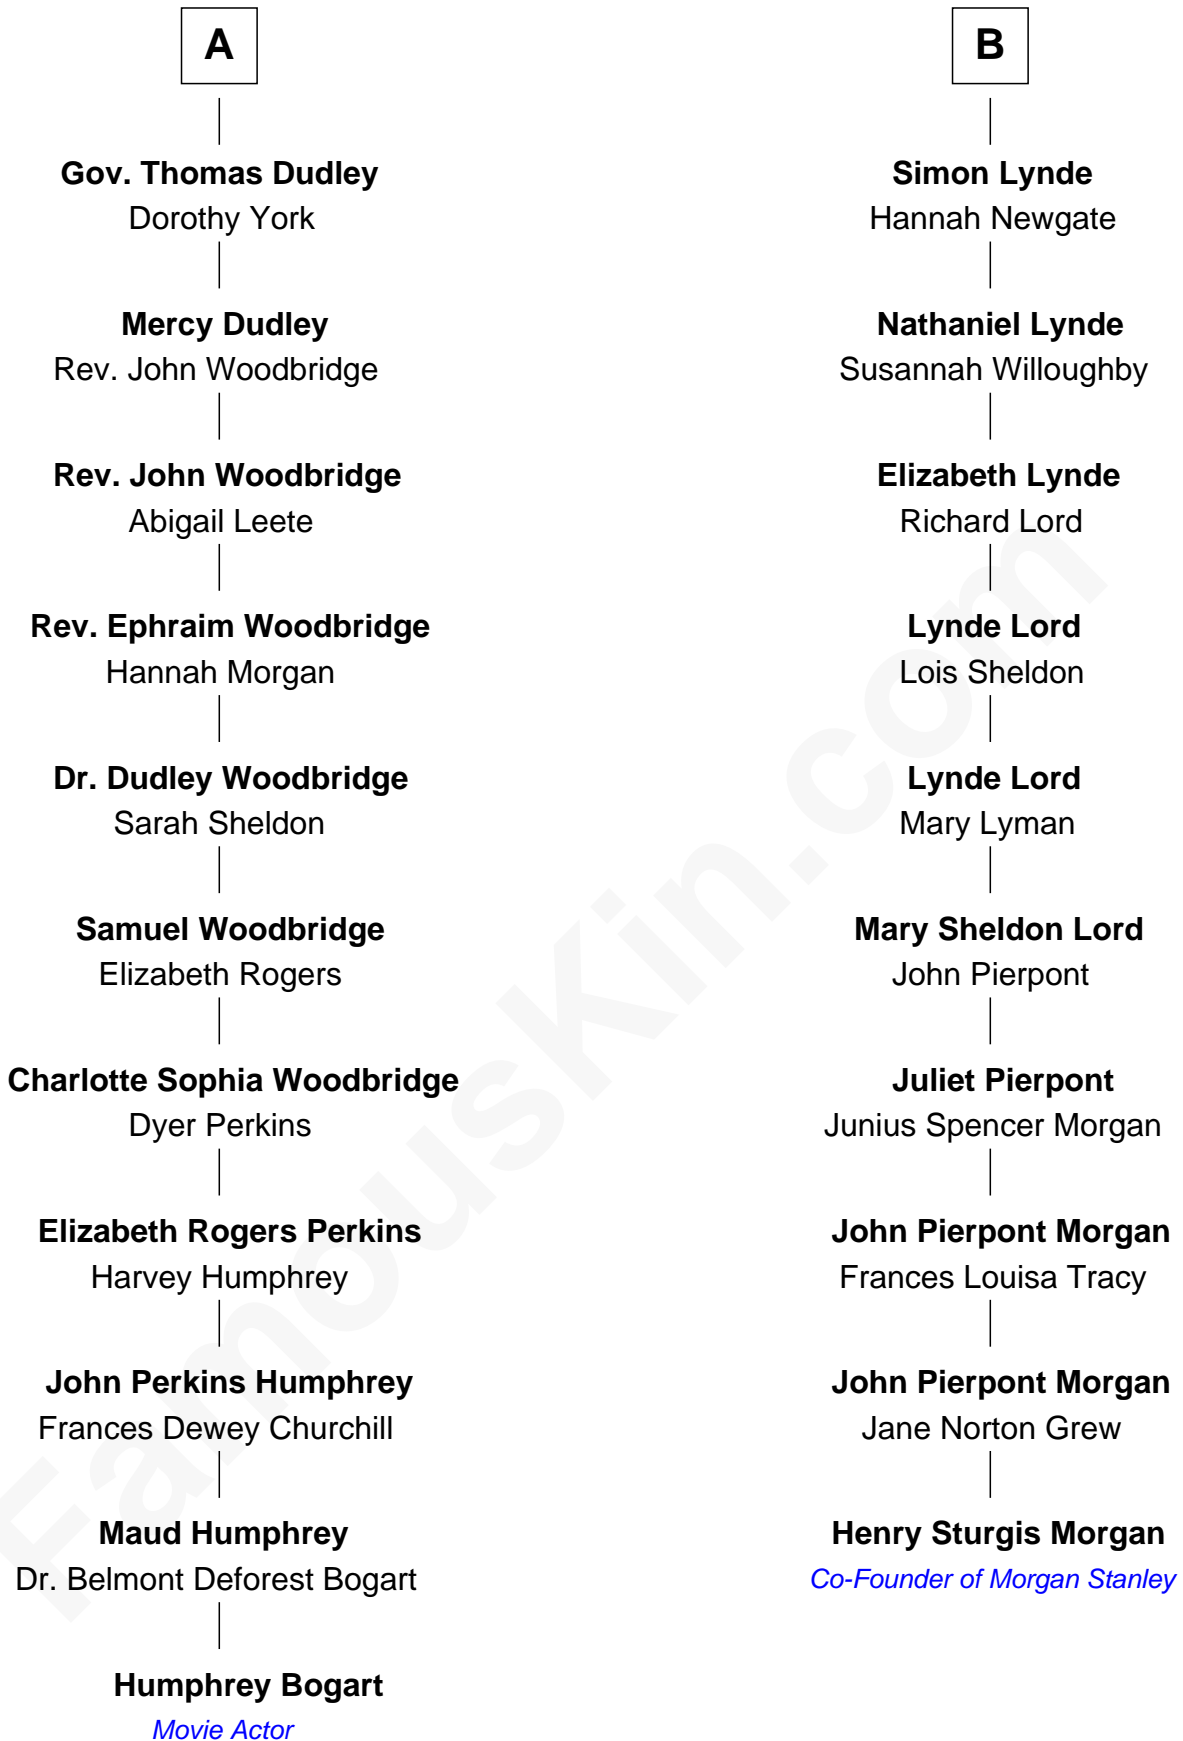 A
Gov. Thomas Dudley
Dorothy York
Mercy Dudley
Rev. John Woodbridge
Rev. John Woodbridge
Abigail Leete
Rev. Ephraim Woodbridge
Hannah Morgan
Dr. Dudley Woodbridge
Sarah Sheldon
Samuel Woodbridge
Elizabeth Rogers
Charlotte Sophia Woodbridge
Dyer Perkins
Elizabeth Rogers Perkins
Harvey Humphrey
John Perkins Humphrey
Frances Dewey Churchill
Maud Humphrey
Dr. Belmont Deforest Bogart
Humphrey Bogart
Movie Actor
B
Simon Lynde
Hannah Newgate
Nathaniel Lynde
Susannah Willoughby
Elizabeth Lynde
Richard Lord
Lynde Lord
Lois Sheldon
Lynde Lord
Mary Lyman
Mary Sheldon Lord
John Pierpont
Juliet Pierpont
Junius Spencer Morgan
John Pierpont Morgan
Frances Louisa Tracy
John Pierpont Morgan
Jane Norton Grew
Henry Sturgis Morgan
Co-Founder of Morgan Stanley
FamousKin.com